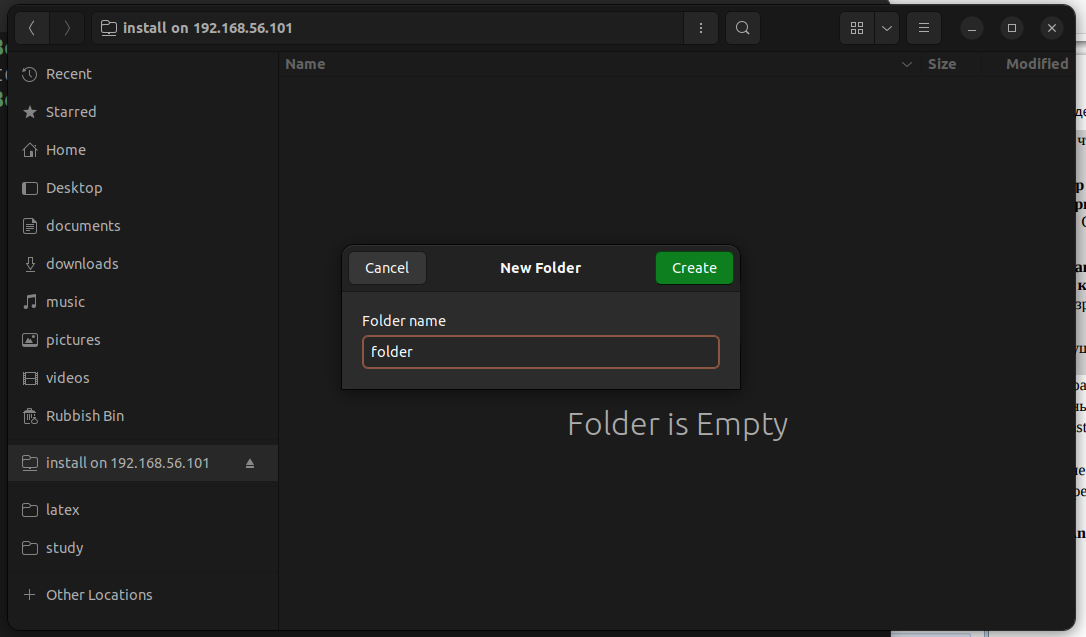 install on 192.168.56.101
Name
Size
Modified
Recent
Starred
Home
Desktop
documents
downloads
music
pictures
videos
Rubbish Bin
install on 192.168.56.101
latex
study
Other Locations
Cancel
New Folder
Create
Folder name
folder
Folder is Empty